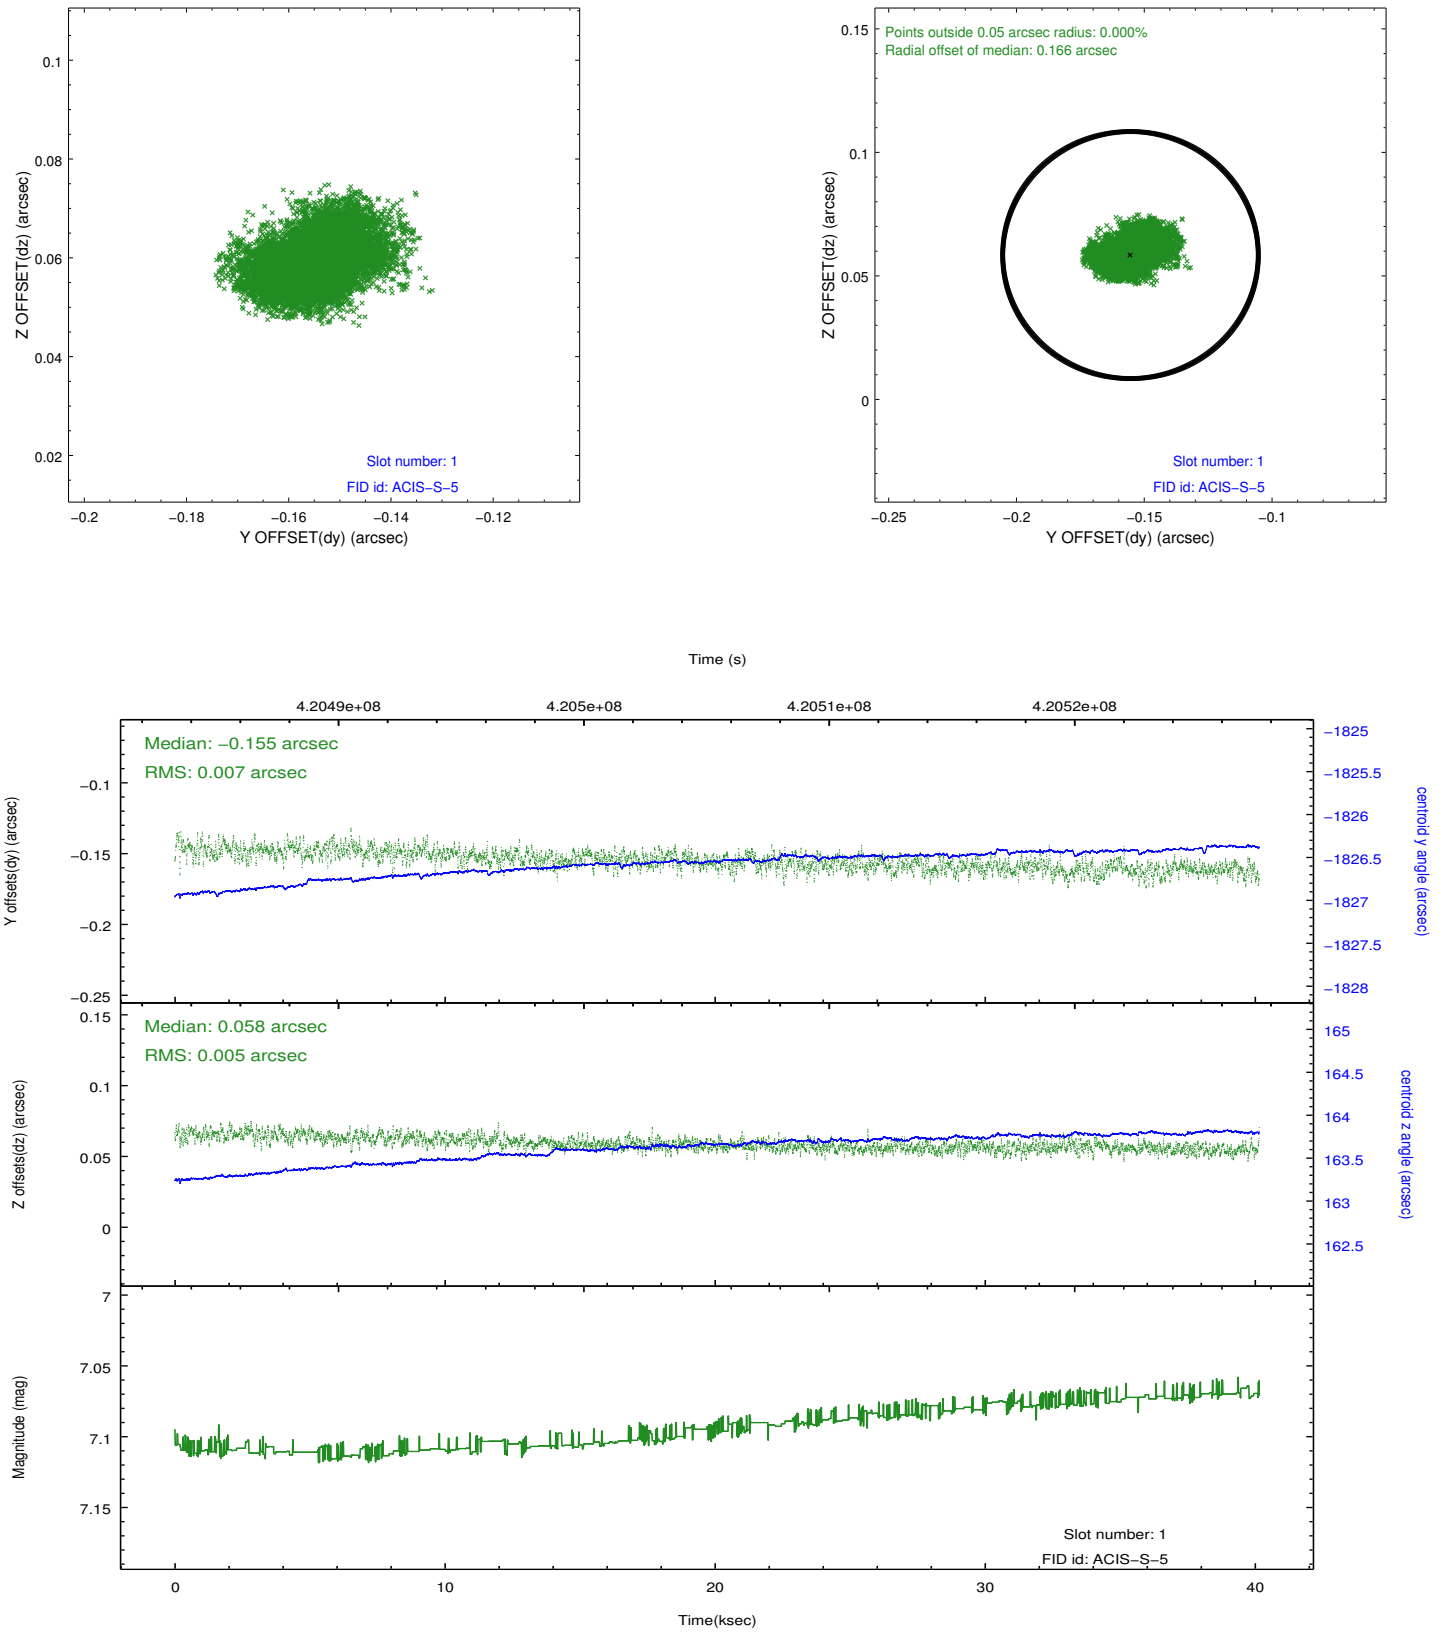 0.1
0.08
0.06
0.04
0.02
Z OFFSET(dz) (arcsec)
Slot number: 1
FID id: ACIS−S−5
−0.2 −0.18 −0.16 −0.14 −0.12
Y OFFSET(dy) (arcsec)
Points outside 0.05 arcsec radius: 0.000%
Radial offset of median: 0.166 arcsec
0.15
0.1
0.05
0
Z OFFSET(dz) (arcsec)
Slot number: 1
FID id: ACIS−S−5
−0.25 −0.2 −0.15 −0.1
Y OFFSET(dy) (arcsec)
Time (s)
4.2049e+08 4.205e+08 4.2051e+08 4.2052e+08
Median: −0.155 arcsec
RMS: 0.007 arcsec
−0.1
−0.15
−0.2
−0.25
Y offsets(dy) (arcsec)
−1825
−1825.5
−1826
−1826.5
−1827
−1827.5
−1828
centroid y angle (arcsec)
Median: 0.058 arcsec
RMS: 0.005 arcsec
0.15
0.1
0.05
0
Z offsets(dz) (arcsec)
165
164.5
164
163.5
163
162.5
centroid z angle (arcsec)
7
7.05
7.1
7.15
Magnitude (mag)
Slot number: 1
FID id: ACIS−S−5
0 10 20 30 40
Time(ksec)